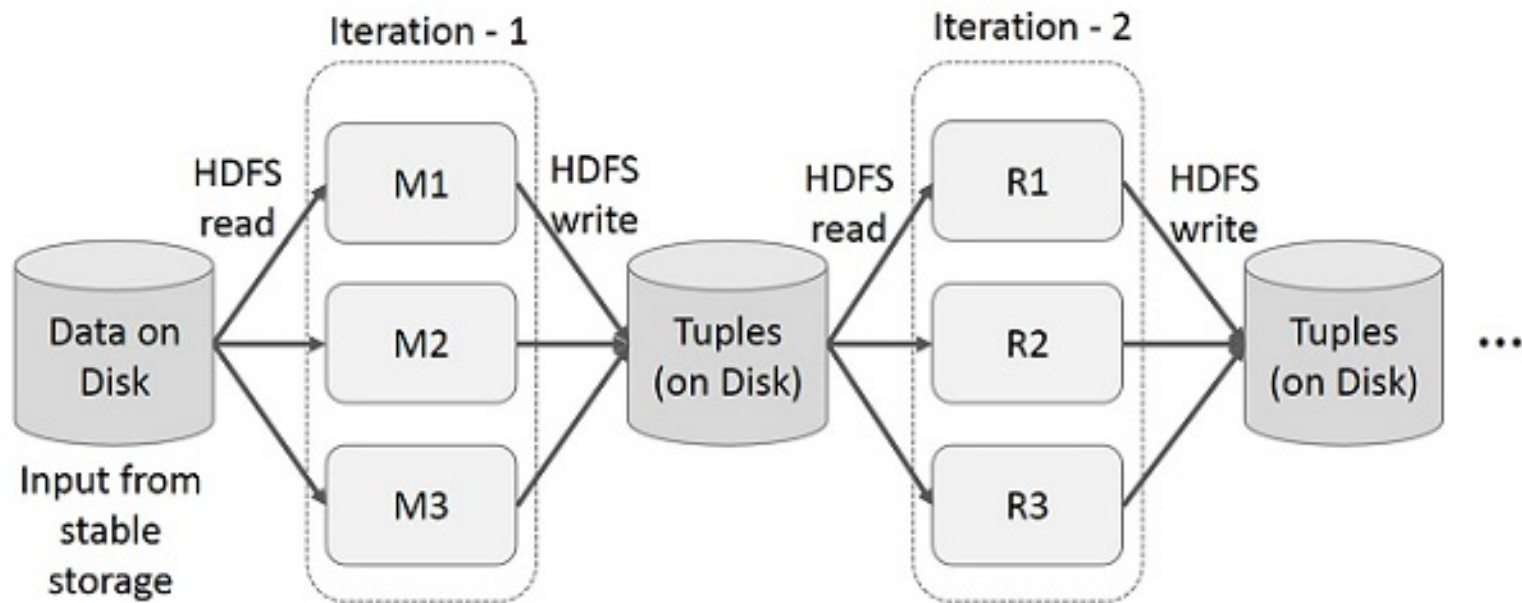 Iteration - 1
Iteration - 2
HDFS
read
M1
HDFS
write
HDFS
read
R1
HDFS
write
Data on
Disk
M2
Tuples
(on Disk)
R2
Tuples
(on Disk)
...
Input from
stable
storage
M3
R3